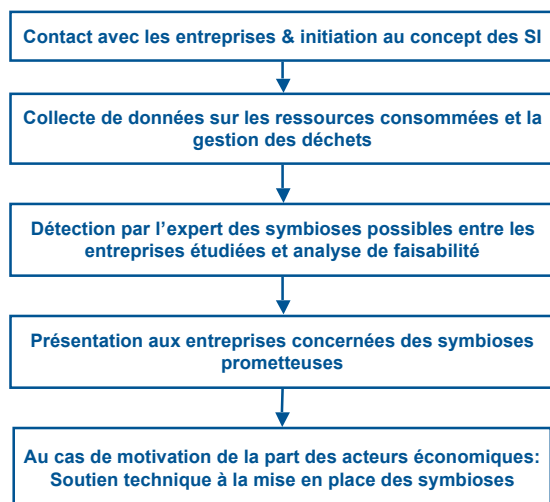 Contact avec les entreprises & initiation au concept des SI
Collecte de données sur les ressources consommées et la
gestion des déchets
Détection par l'expert des symbioses possibles entre les
entreprises étudiées et analyse de faisabilité
Présentation aux entreprises concernées des symbioses
prometteuses
Au cas de motivation de la part des acteurs économiques:
Soutien technique à la mise en place des symbioses